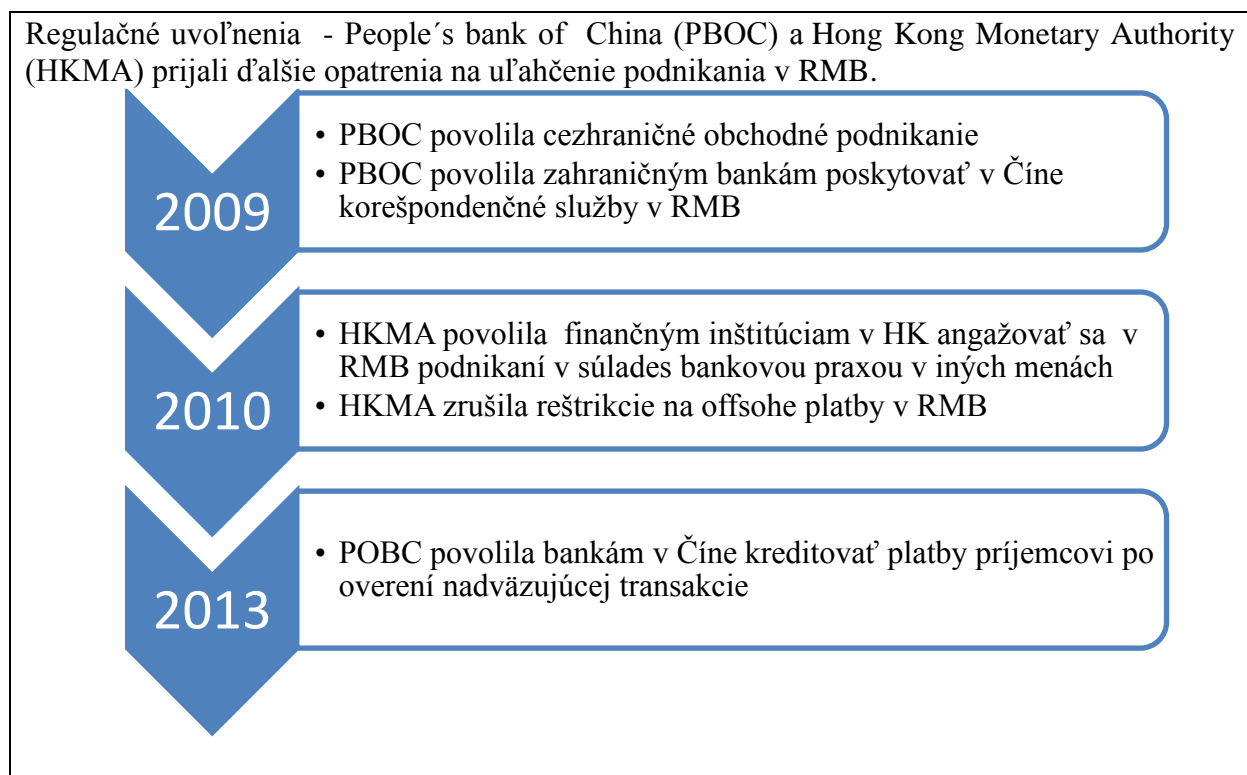 Regulačné uvoľnenia - People´s bank of China (PBOC) a Hong Kong Monetary Authority
(HKMA) prijali ďalšie opatrenia na uľahčenie podnikania v RMB.
2009
• PBOC povolila cezhraničné obchodné podnikanie
• PBOC povolila zahraničným bankám poskytovať v Číne
korešpondenčné služby v RMB
2010
• HKMA povolila finančným inštitúciam v HK angažovať sa v
RMB podnikaní v súlades bankovou praxou v iných menách
• HKMA zrušila reštrikcie na offsohe platby v RMB
2013
• POBC povolila bankám v Číne kreditovať platby príjemcovi po
overení nadväzujúcej transakcie